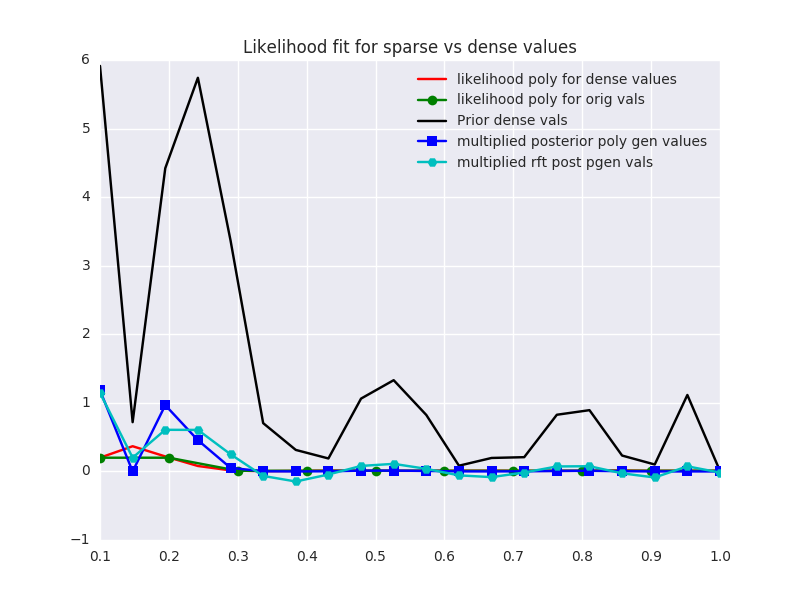 Likelihood fit for sparse vs dense values
likelihood poly for dense values
likelihood poly for orig vals
Prior dense vals
multiplied posterior poly gen values
multiplied rft post pgen vals
6
5
4
3
2
1
0
−1
0.1 0.2 0.3 0.4 0.5 0.6 0.7 0.8 0.9 1.0